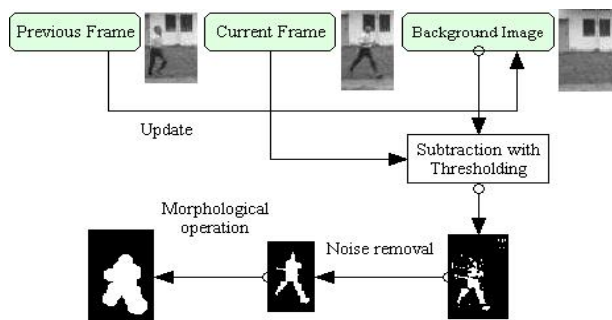 Previous Frame
Current Frame
Background Image
Update
Subtraction with
Thresholding
Morphological
operation
Noise removal